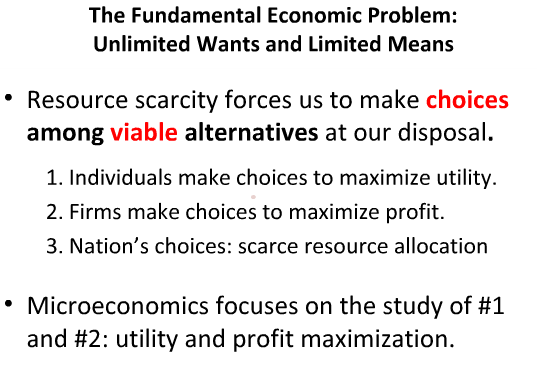 The Fundamental Economic Problem:
Unlimited Wants and Limited Means
• Resource scarcity forces us to make choices
among viable alternatives at our disposal.
1. Individuals make choices to maximize utility.
2. Firms make choices to maximize profit.
3. Nation’s choices: scarce resource allocation
• Microeconomics focuses on the study of #1
and #2: utility and profit maximization.